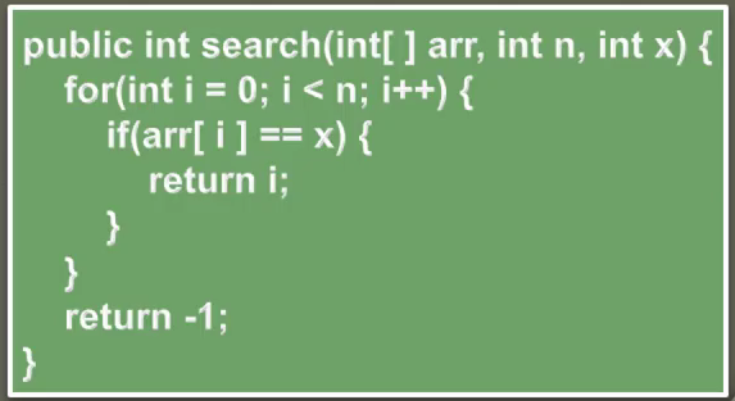 public int search(int[ ] arr, int n, int x) {
for(int i = 0; i < n; i++) {
if(arr[ i ] == x) {
return i;
}
}
return -1;
}